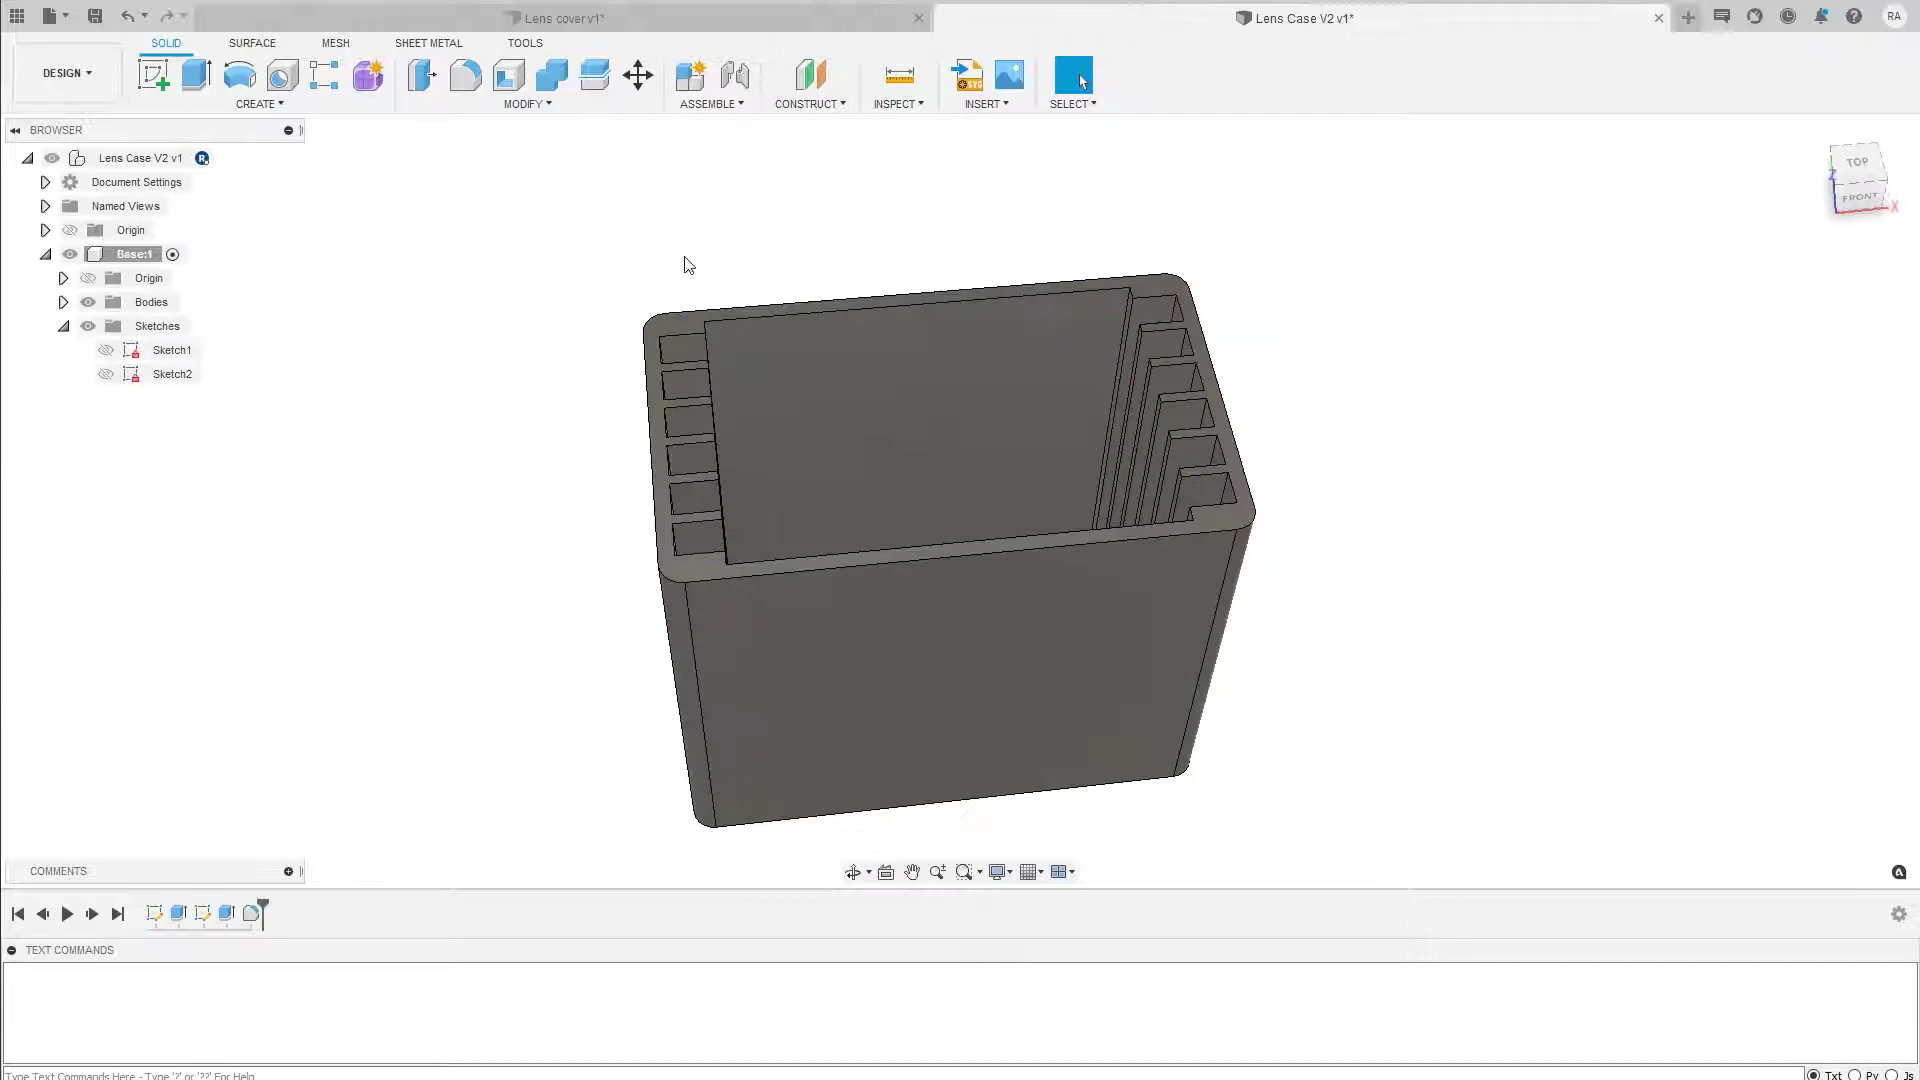 Lens cover v1*
Lens Case V2 v1*
RA
SOLID
SURFACE
MESH
SHEET METAL
TOOLS
DESIGN
CREATE
MODIFY
ASSEMBLE
CONSTRUCT
INSPECT
INSERT
SELECT
SVG
BROWSER
Lens Case V2 v1
R
Document Settings
Named Views
Origin
Base:1
Origin
Bodies
Sketches
Sketch1
Sketch2
TOP
FRONT
Z
X
COMMENTS
TEXT COMMANDS
Type Text Commands Here - Type '?' or '??' For Help
Txt
Py
Js